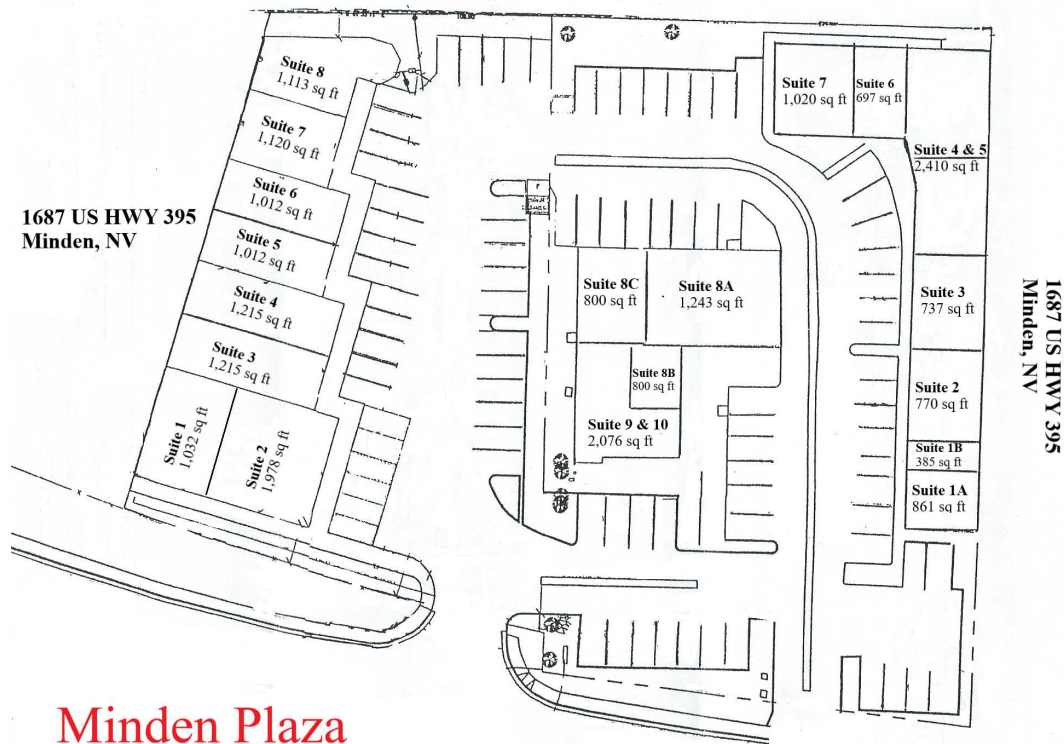 Suite 8
1,113 sq ft
Suite 7
1,120 sq ft
Suite 6
1,012 sq ft
Suite 5
1,012 sq ft
Suite 4
1,215 sq ft
Suite 3
1,215 sq ft
Suite 1
1,032 sq ft
Suite 2
1,978 sq ft
1687 US HWY 395
Minden, NV
Suite 8C
800 sq ft
Suite 8A
1,243 sq ft
Suite 8B
800 sq ft
Suite 9 & 10
2,076 sq ft
Suite 7
1,020 sq ft
Suite 6
697 sq ft
Suite 4 & 5
2,410 sq ft
Suite 3
737 sq ft
Suite 2
770 sq ft
Suite 1B
385 sq ft
Suite 1A
861 sq ft
1687 US HWY 395
Minden, NV
Minden Plaza